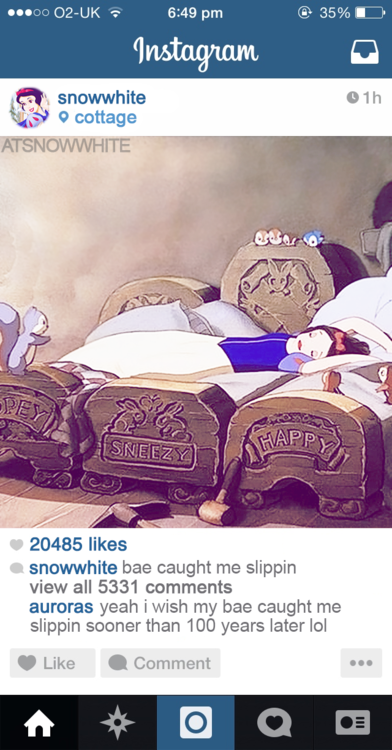 O2-UK 6:49 pm 35%
Instagram
snowwhite 1h
cottage
ATSNOWWHITE
OPEY SNEEZY HAPPY
20485 likes
snowwhite bae caught me slippin
view all 5331 comments
auroras yeah i wish my bae caught me
slippin sooner than 100 years later lol
Like Comment